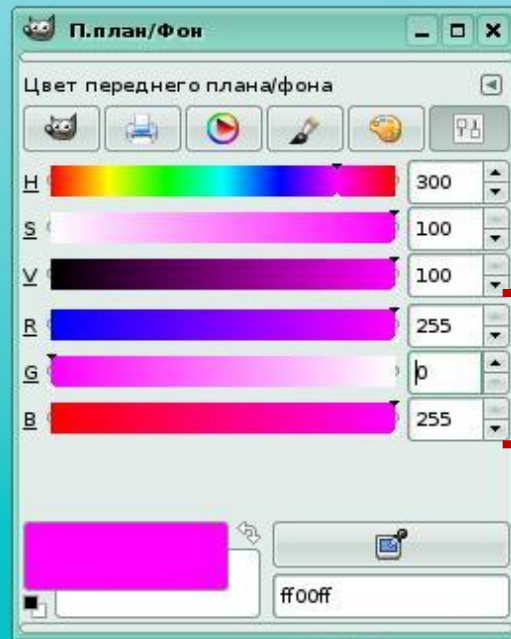 П.план/Фон
Цвет переднего плана/фона
H 300
S 100
V 100
R 255
G 0
B 255
ff00ff